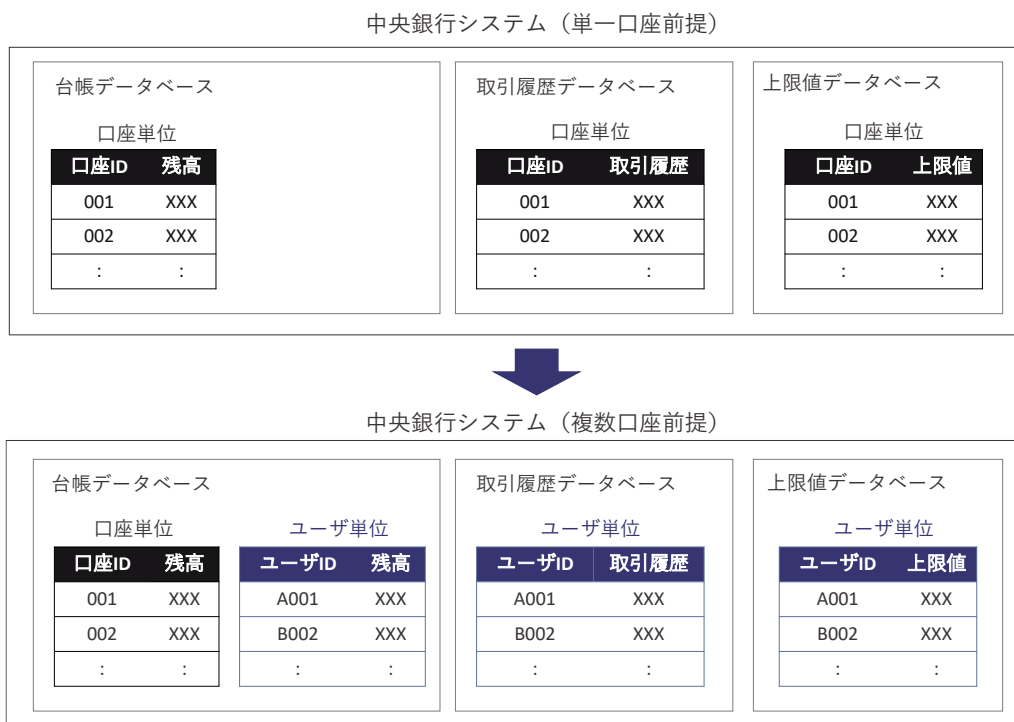 中央銀行システム（単一口座前提）
台帳データベース
口座単位
口座ID 残高
001 XXX
002 XXX
: :
取引履歴データベース
口座単位
口座ID 取引履歴
001 XXX
002 XXX
: :
上限値データベース
口座単位
口座ID 上限値
001 XXX
002 XXX
: :
中央銀行システム（複数口座前提）
台帳データベース
口座単位
口座ID 残高
001 XXX
002 XXX
: :
ユーザ単位
ユーザID 残高
A001 XXX
B002 XXX
: :
取引履歴データベース
ユーザ単位
ユーザID 取引履歴
A001 XXX
B002 XXX
: :
上限値データベース
ユーザ単位
ユーザID 上限値
A001 XXX
B002 XXX
: :